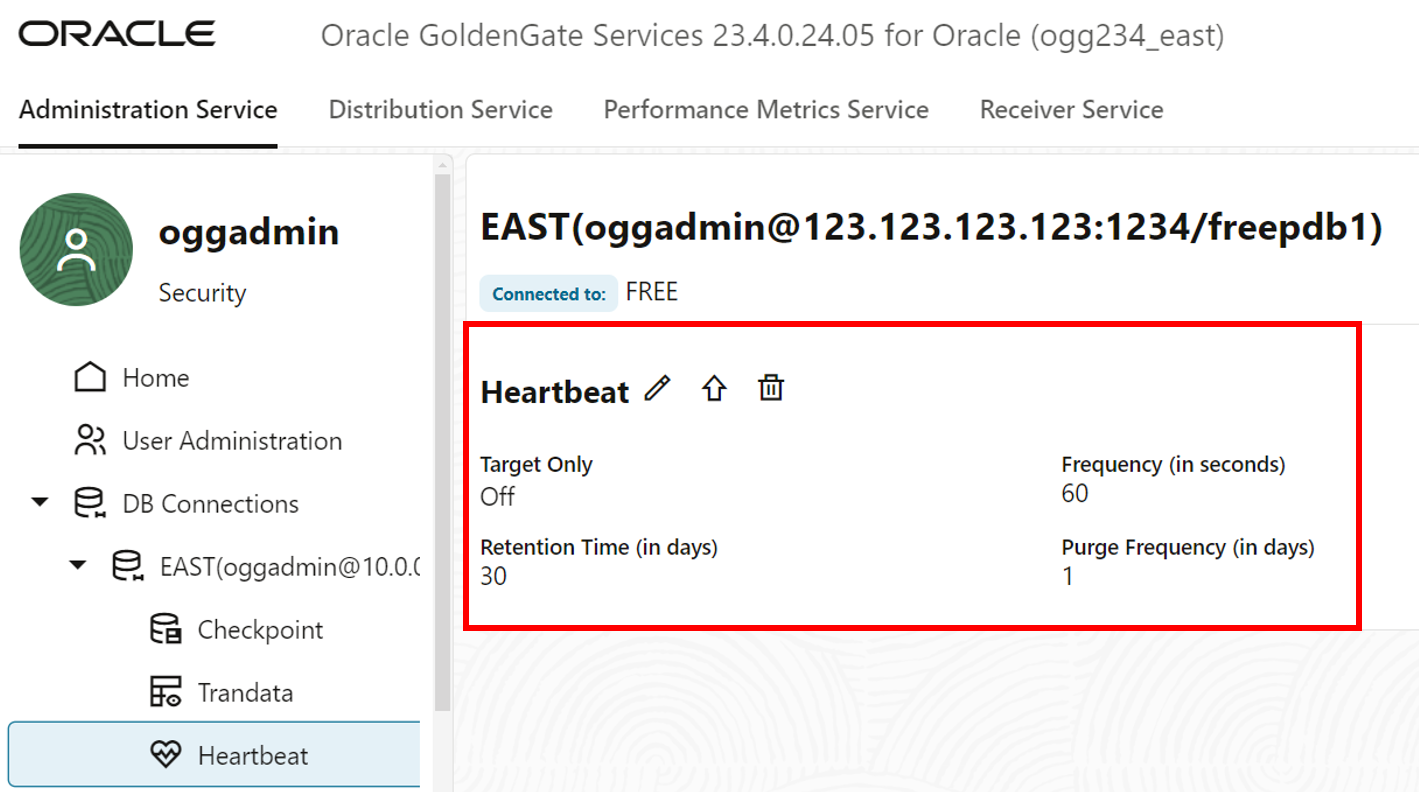 ORACLE Oracle GoldenGate Services 23.4.0.24.05 for Oracle (ogg234_east)
Administration Service Distribution Service Performance Metrics Service Receiver Service
oggadmin
Security
Home
User Administration
DB Connections
EAST(oggadmin@10.0.0
Checkpoint
Trandata
Heartbeat
EAST(oggadmin@123.123.123.123:1234/freepdb1)
Connected to: FREE
Heartbeat
Target Only
Off
Frequency (in seconds)
60
Retention Time (in days)
30
Purge Frequency (in days)
1